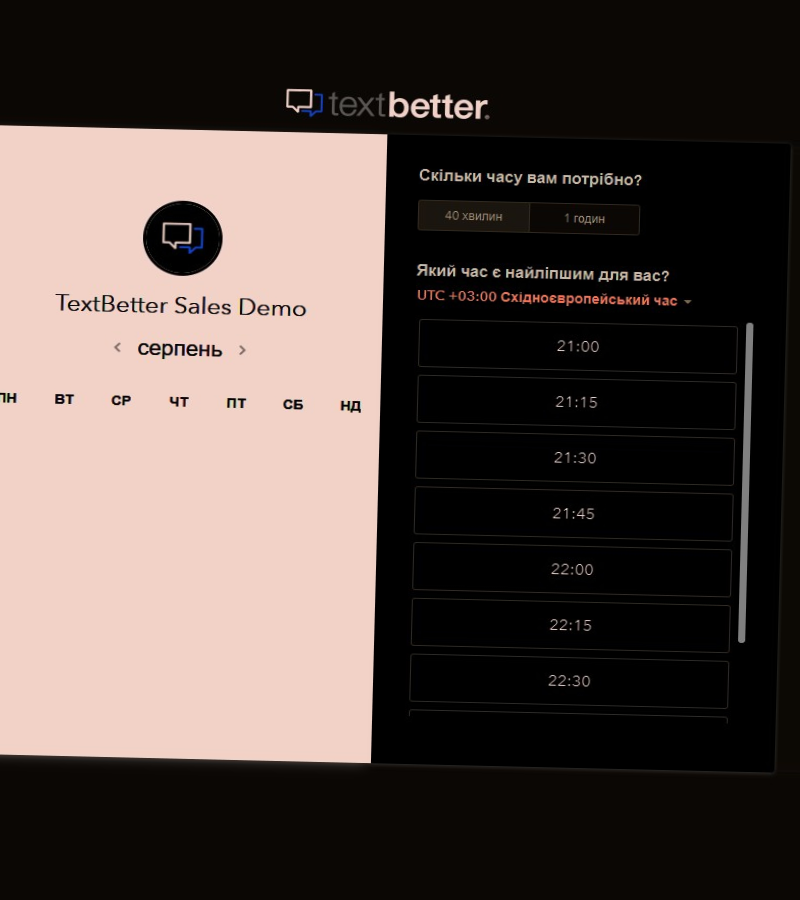 textbetter.
TextBetter Sales Demo
серпень
ПН ВТ СР ЧТ ПТ СБ НД
Скільки часу вам потрібно?
40 хвилин 1 годин
Який час є найліпшим для вас?
UTC +03:00 Східноєвропейський час
21:00
21:15
21:30
21:45
22:00
22:15
22:30